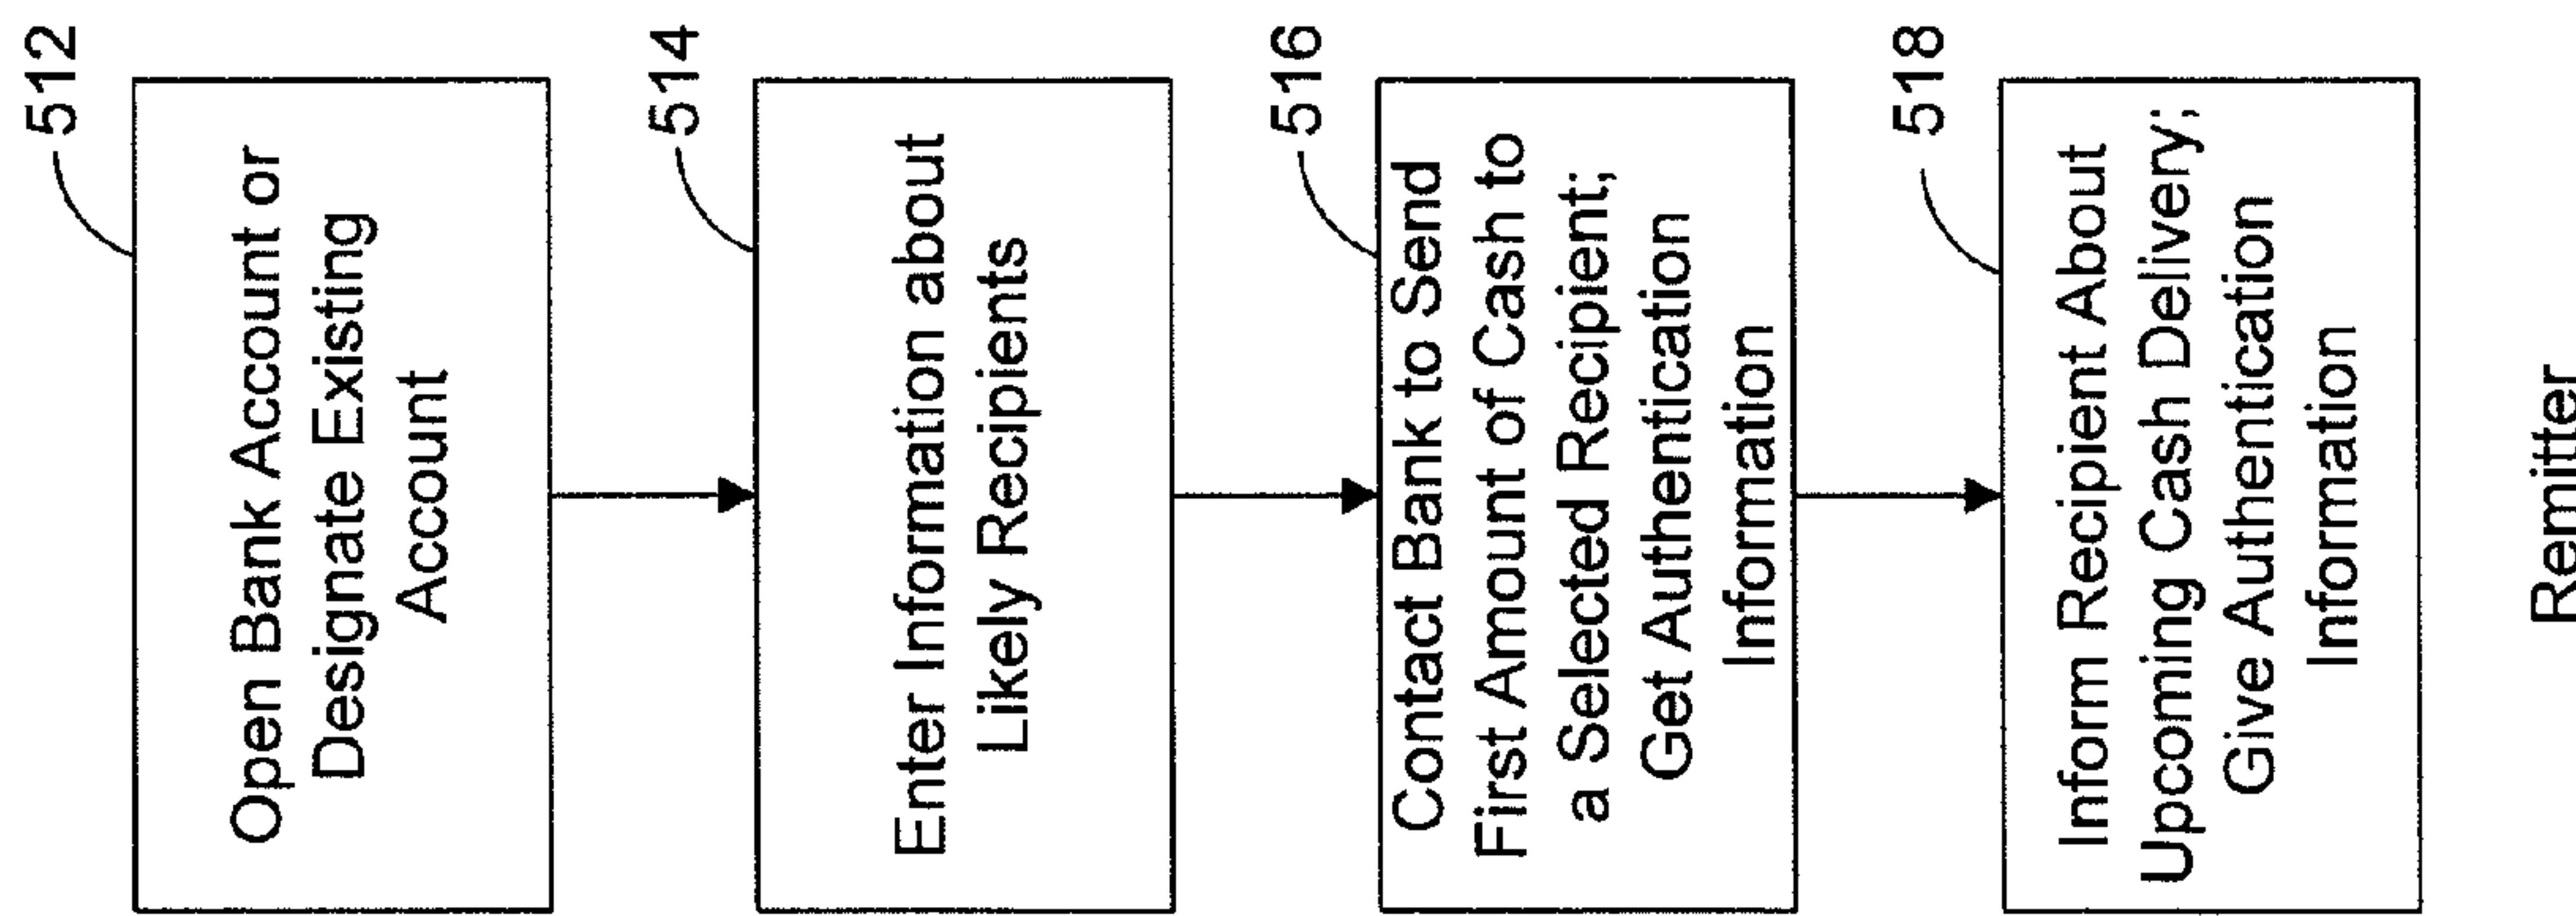 512
Open Bank Account or
Designate Existing
Account
514
Enter Information about
Likely Recipients
516
Contact Bank to Send
First Amount of Cash to
a Selected Recipient;
Get Authentication
Information
518
Inform Recipient About
Upcoming Cash Delivery;
Give Authentication
Information
Remitter